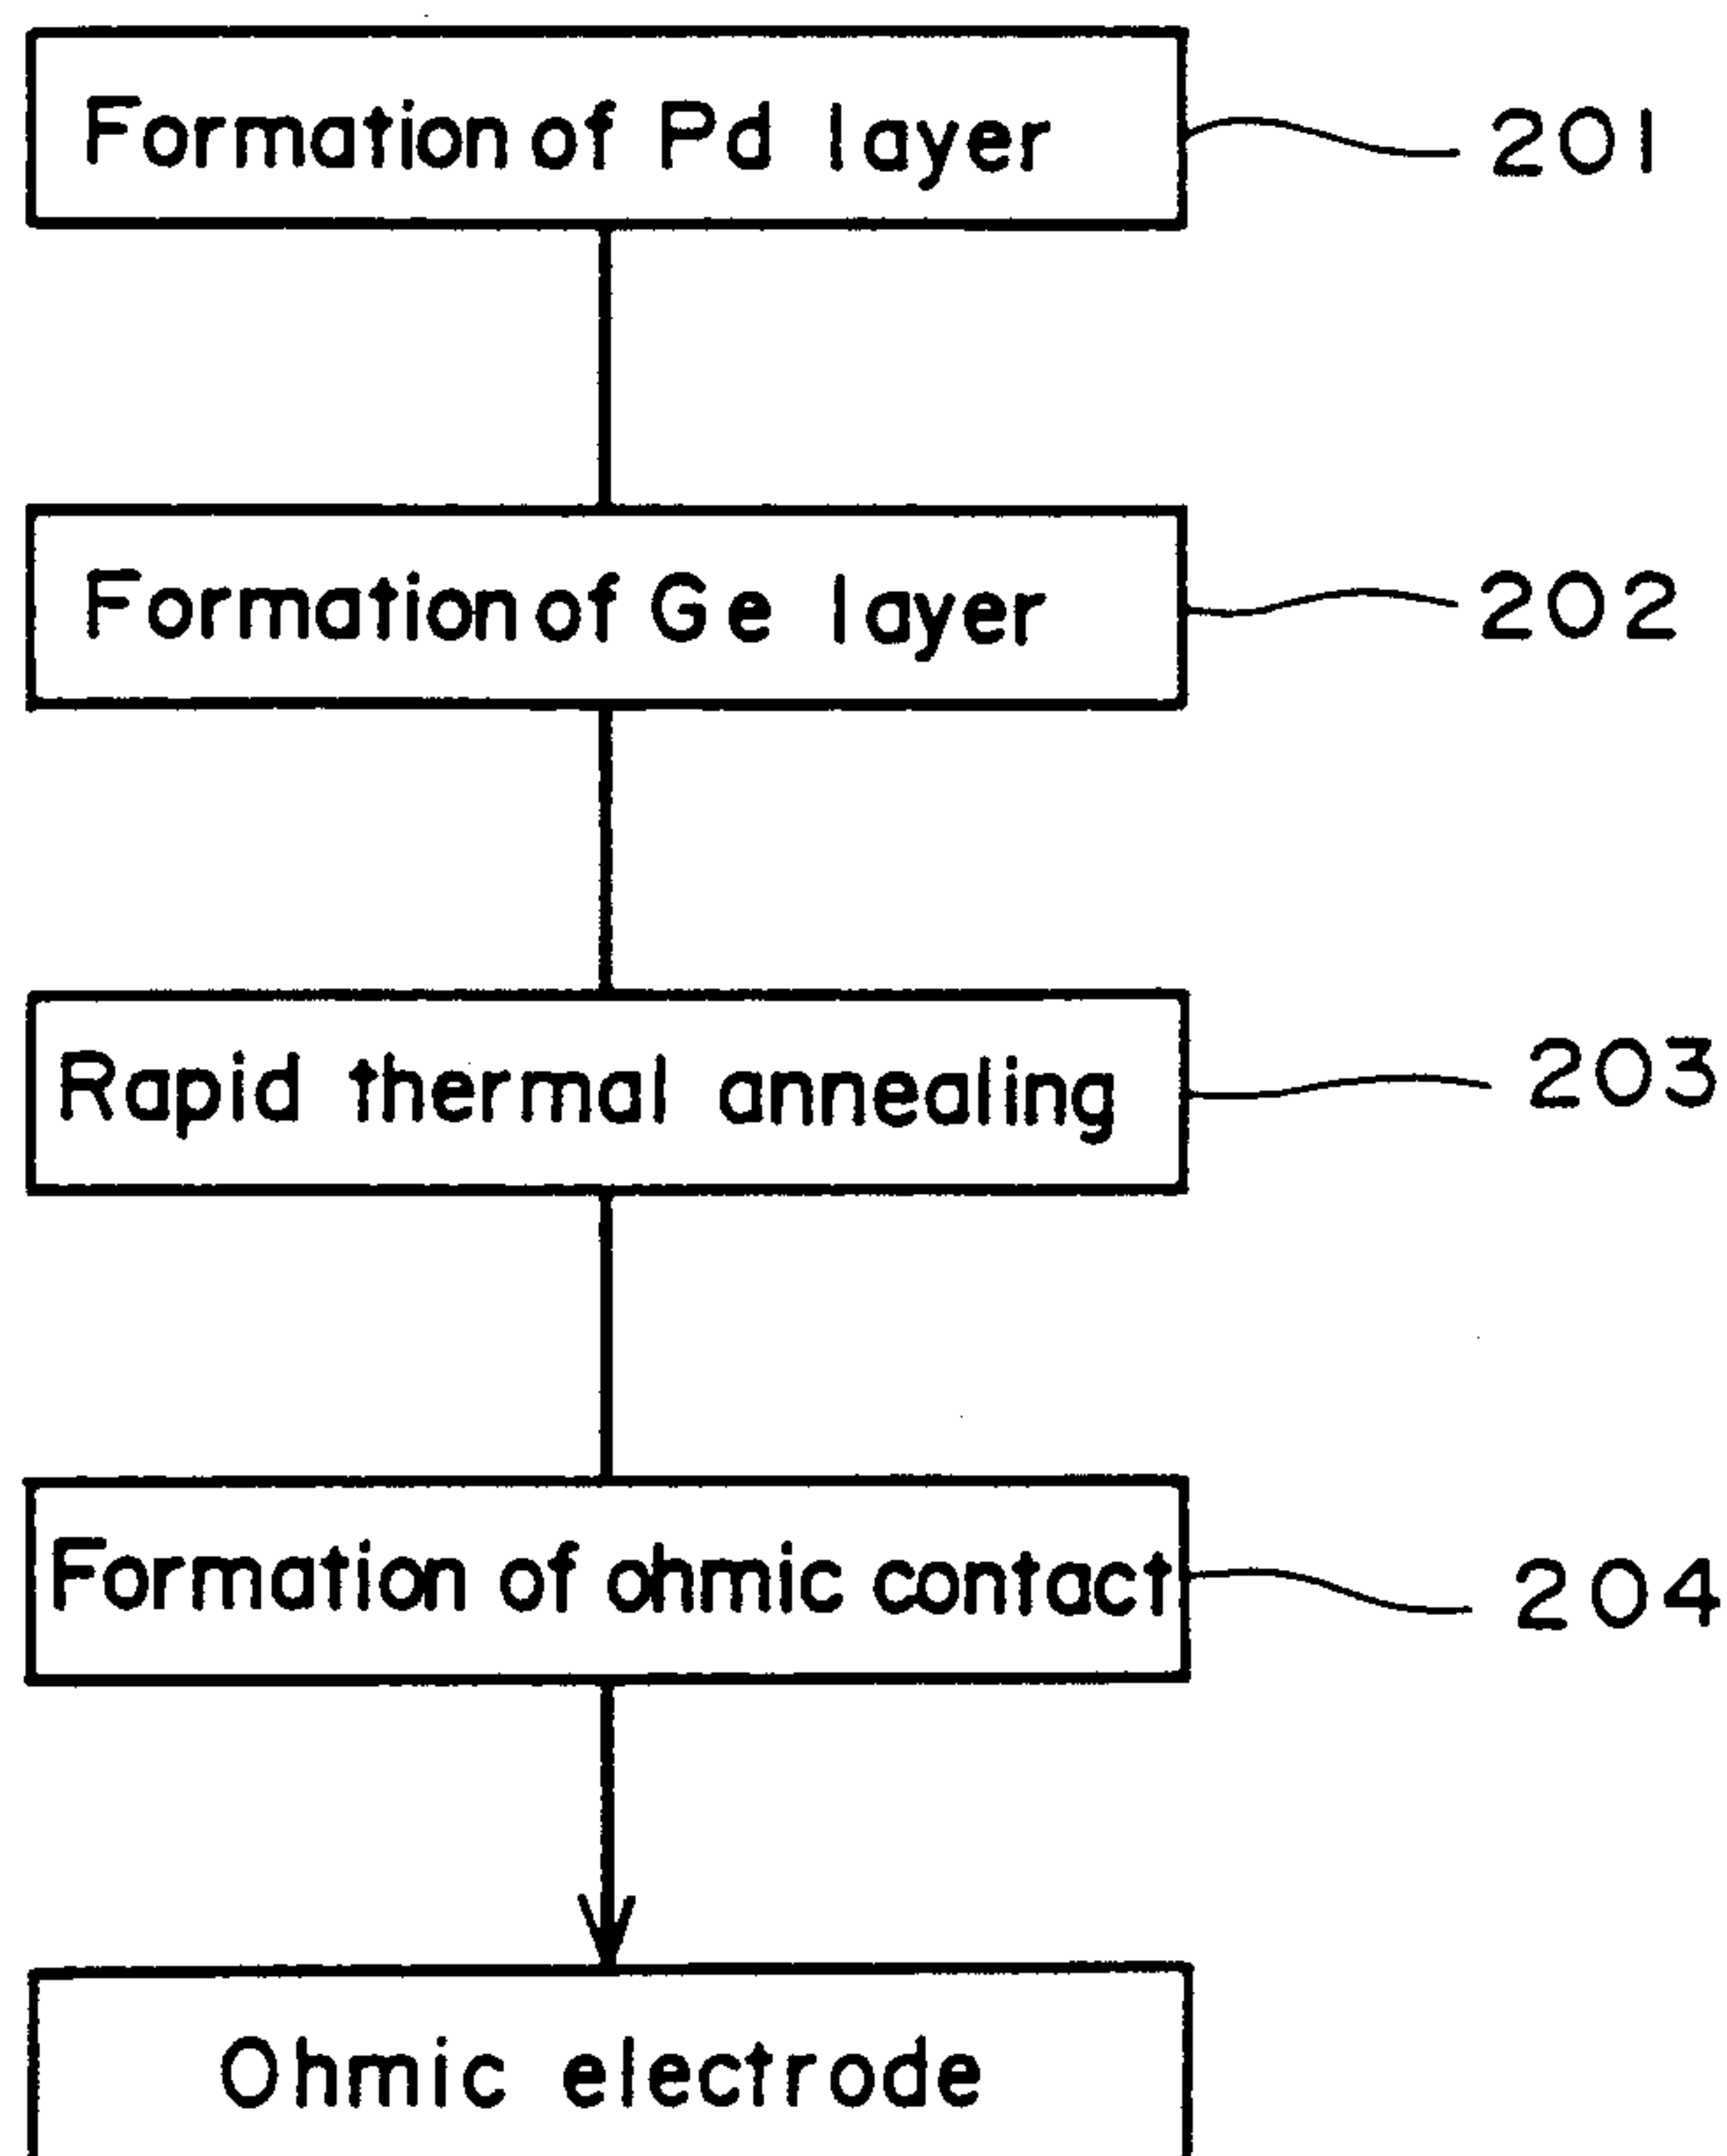 Formation of Pd layer 201
Formation of Ge layer 202
Rapid thermal annealing 203
Formation of ohmic contact 204
Ohmic electrode